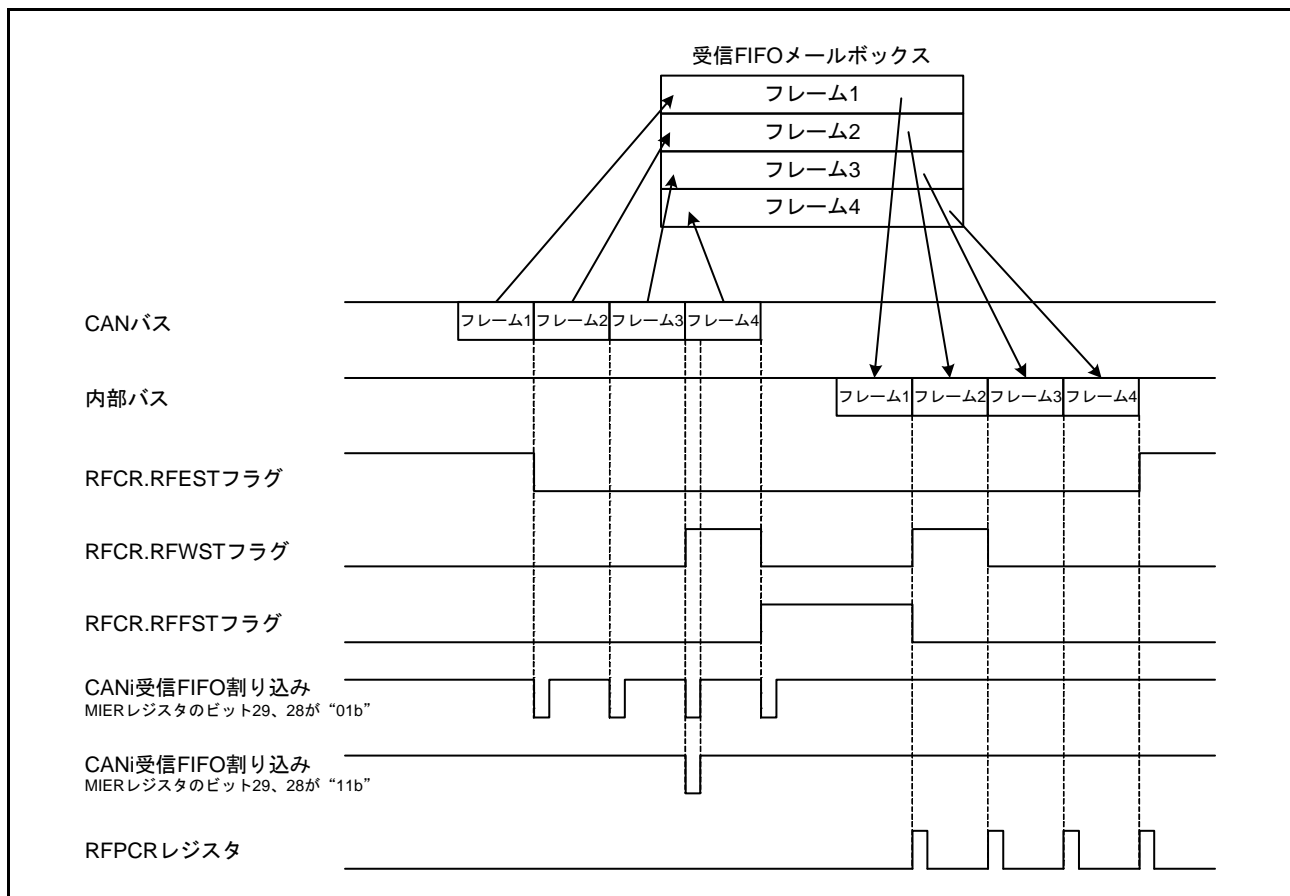 受信FIFOメールボックス
フレーム1
フレーム2
フレーム3
フレーム4
CANバス
フレーム1 フレーム2 フレーム3 フレーム4
内部バス
フレーム1 フレーム2 フレーム3 フレーム4
RFCR.RFESTフラグ
RFCR.RFWSTフラグ
RFCR.RFFSTフラグ
CANi受信FIFO割り込み
MIERレジスタのビット29、28が“01b”
CANi受信FIFO割り込み
MIERレジスタのビット29、28が“11b”
RFPCRレジスタ